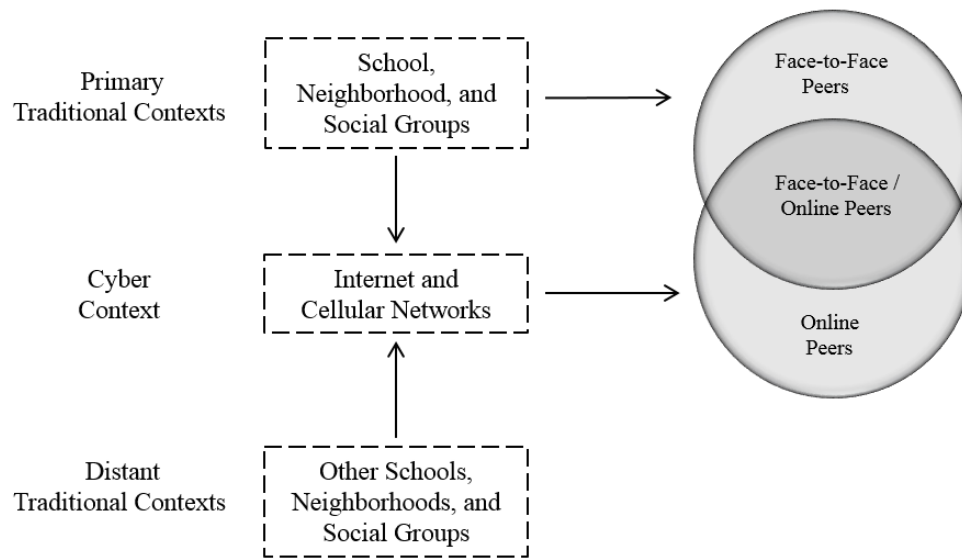 Primary
Traditional Contexts
School,
Neighborhood, and
Social Groups
Face-to-Face
Peers
Face-to-Face /
Online Peers
Cyber
Context
Internet and
Cellular Networks
Online
Peers
Distant
Traditional Contexts
Other Schools,
Neighborhoods, and
Social Groups